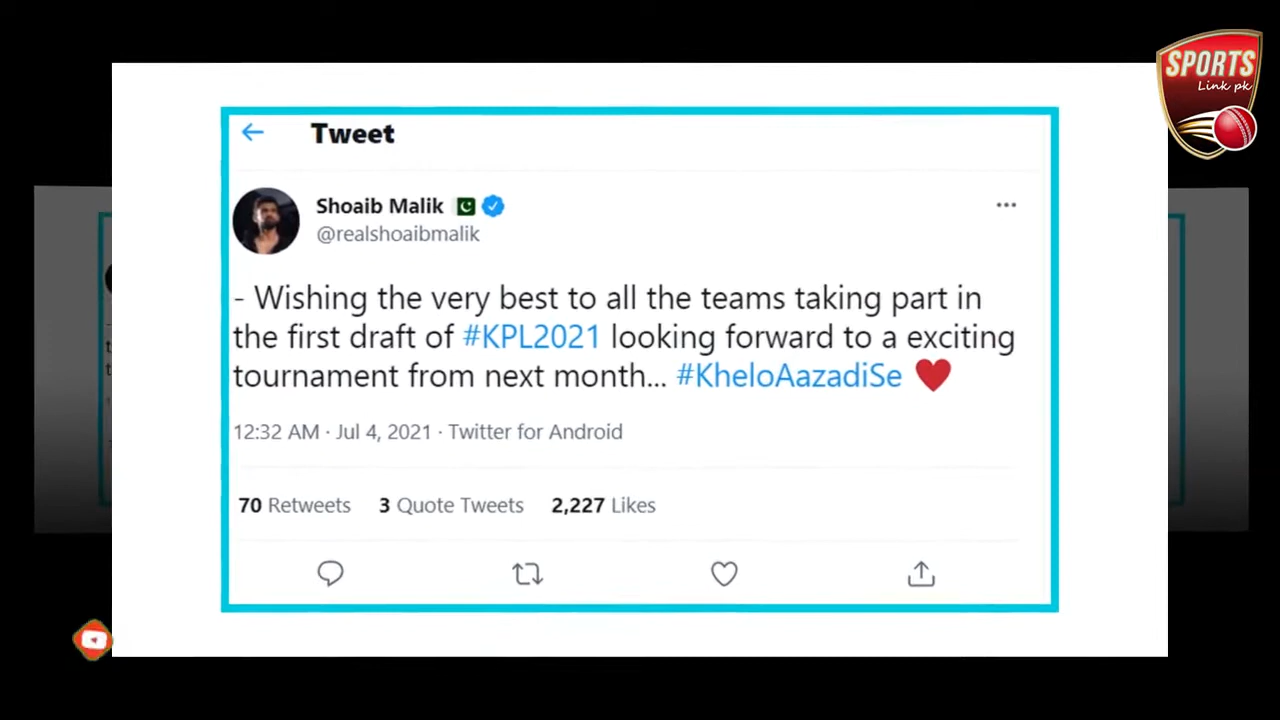 SPORTS
Link pk
Tweet
Shoaib Malik
@realshoaibmalik
- Wishing the very best to all the teams taking part in
the first draft of #KPL2021 looking forward to a exciting
tournament from next month... #KheloAazadiSe ❤️
12:32 AM · Jul 4, 2021 · Twitter for Android
70 Retweets 3 Quote Tweets 2,227 Likes